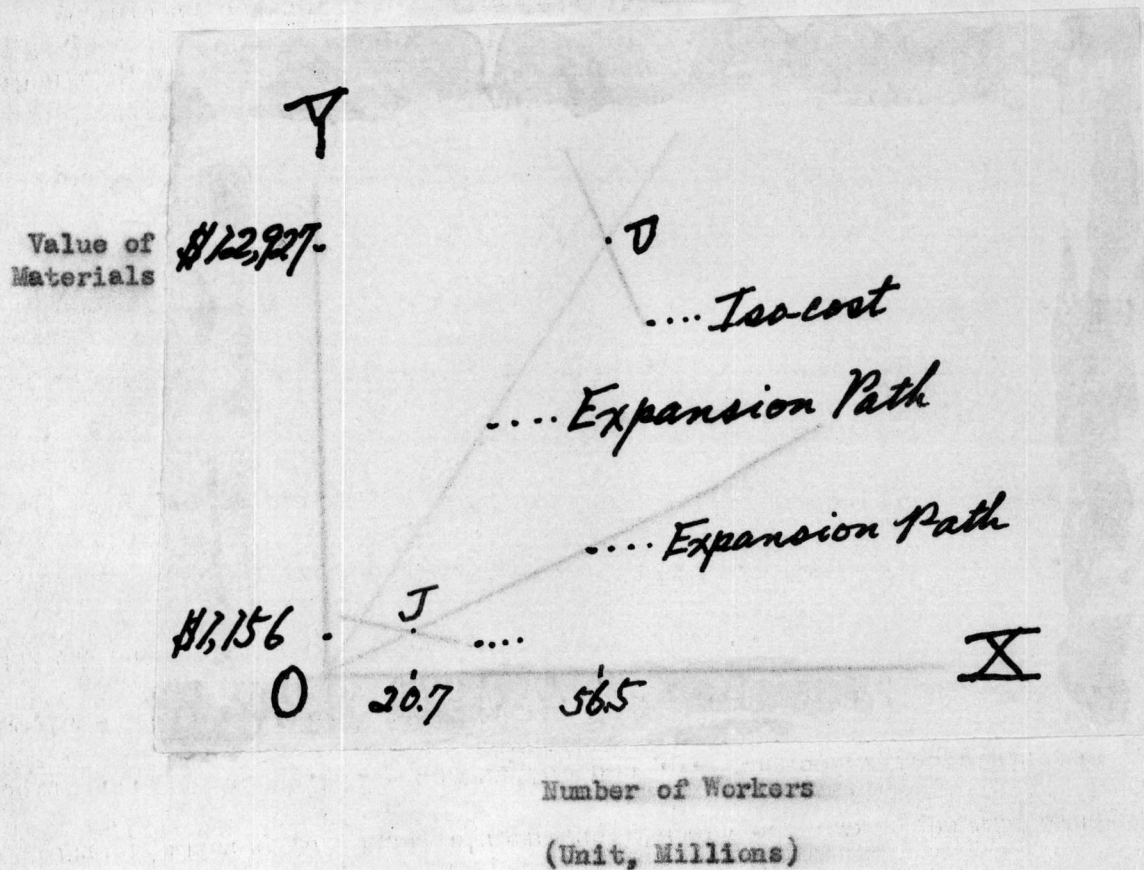 Y
Value of
Materials
$12,927
U
.... Iso-cost
.... Expansion Path
.... Expansion Path
J
$1,156
....
X
O
20.7
56.5
Number of Workers
(Unit, Millions)